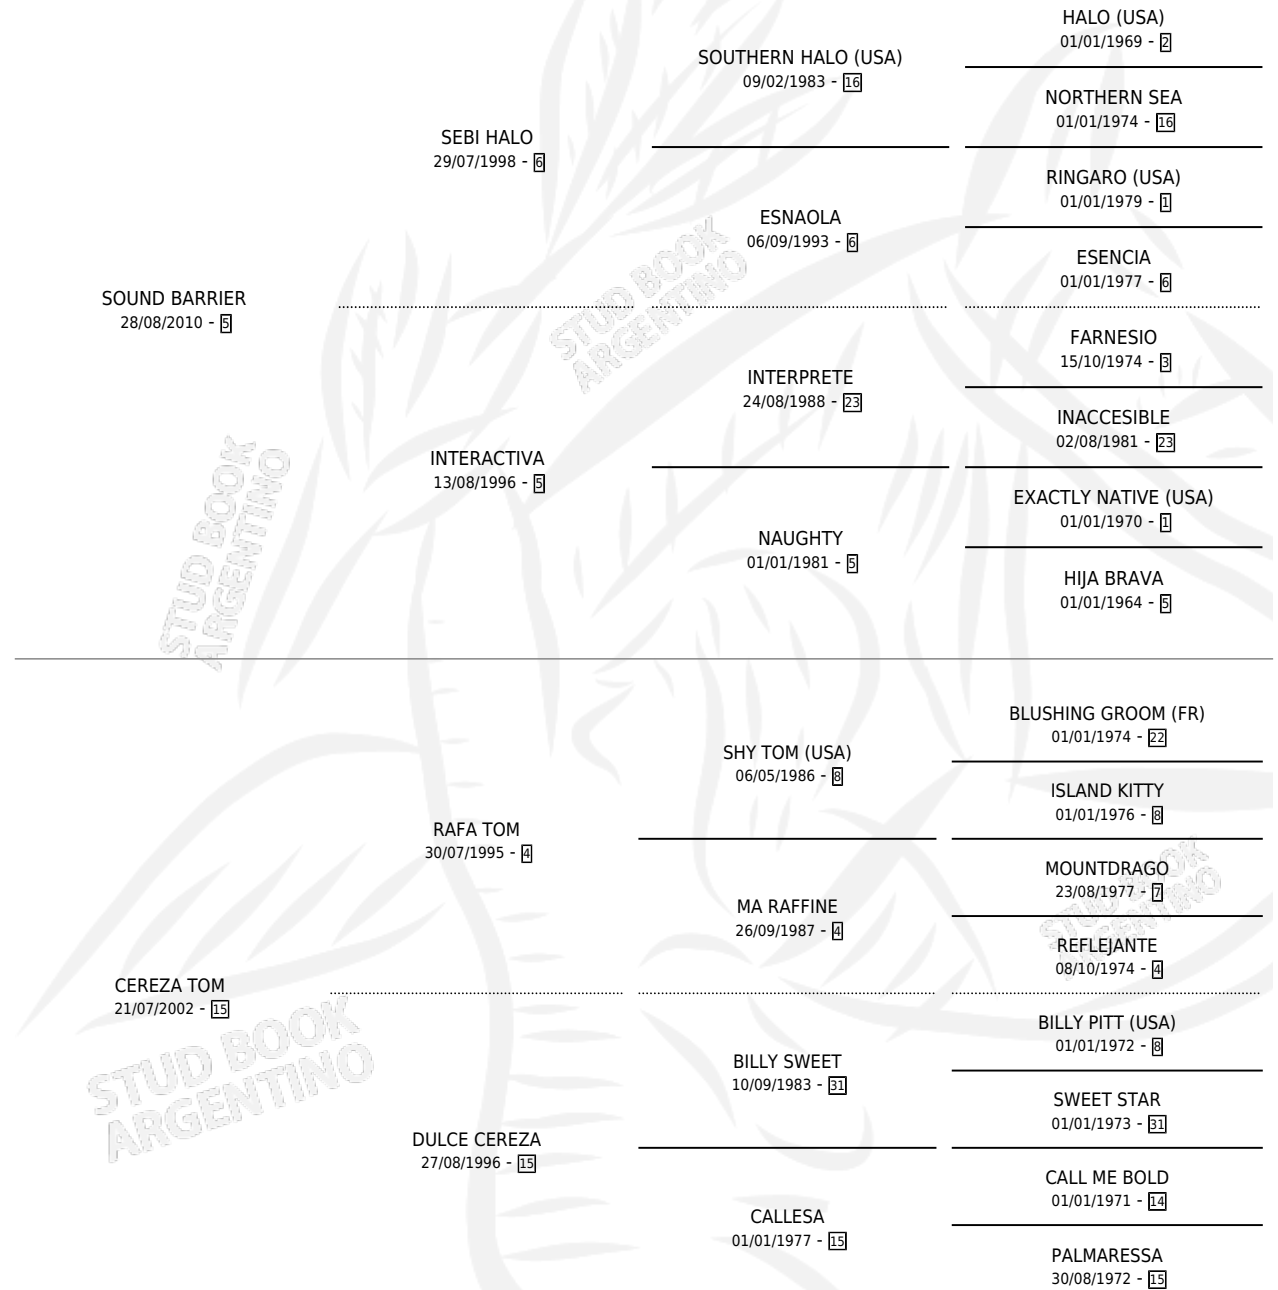 HALO (USA)
01/01/1969 - 2
SOUTHERN HALO (USA)
09/02/1983 - 16
NORTHERN SEA
01/01/1974 - 16
SEBI HALO
29/07/1998 - 6
RINGARO (USA)
01/01/1979 - 1
ESNAOLA
06/09/1993 - 6
ESENCIA
01/01/1977 - 6
SOUND BARRIER
28/08/2010 - 5
FARNESIO
15/10/1974 - 3
INTERPRETE
24/08/1988 - 23
INACCESIBLE
02/08/1981 - 23
INTERACTIVA
13/08/1996 - 5
EXACTLY NATIVE (USA)
01/01/1970 - 1
NAUGHTY
01/01/1981 - 5
HIJA BRAVA
01/01/1964 - 5
STUD BOOK
ARGENTINO
STUD BOOK
ARGENTINO
BLUSHING GROOM (FR)
01/01/1974 - 22
SHY TOM (USA)
06/05/1986 - 8
ISLAND KITTY
01/01/1976 - 8
RAFA TOM
30/07/1995 - 4
MOUNTDRAGO
23/08/1977 - 7
MA RAFFINE
26/09/1987 - 4
REFLEJANTE
08/10/1974 - 4
STUD BOOK
ARGENTINO
CEREZA TOM
21/07/2002 - 15
BILLY PITT (USA)
01/01/1972 - 8
BILLY SWEET
10/09/1983 - 31
SWEET STAR
01/01/1973 - 31
STUD BOOK
ARGENTINO
DULCE CEREZA
27/08/1996 - 15
CALL ME BOLD
01/01/1971 - 14
CALLESA
01/01/1977 - 15
PALMARESSA
30/08/1972 - 15